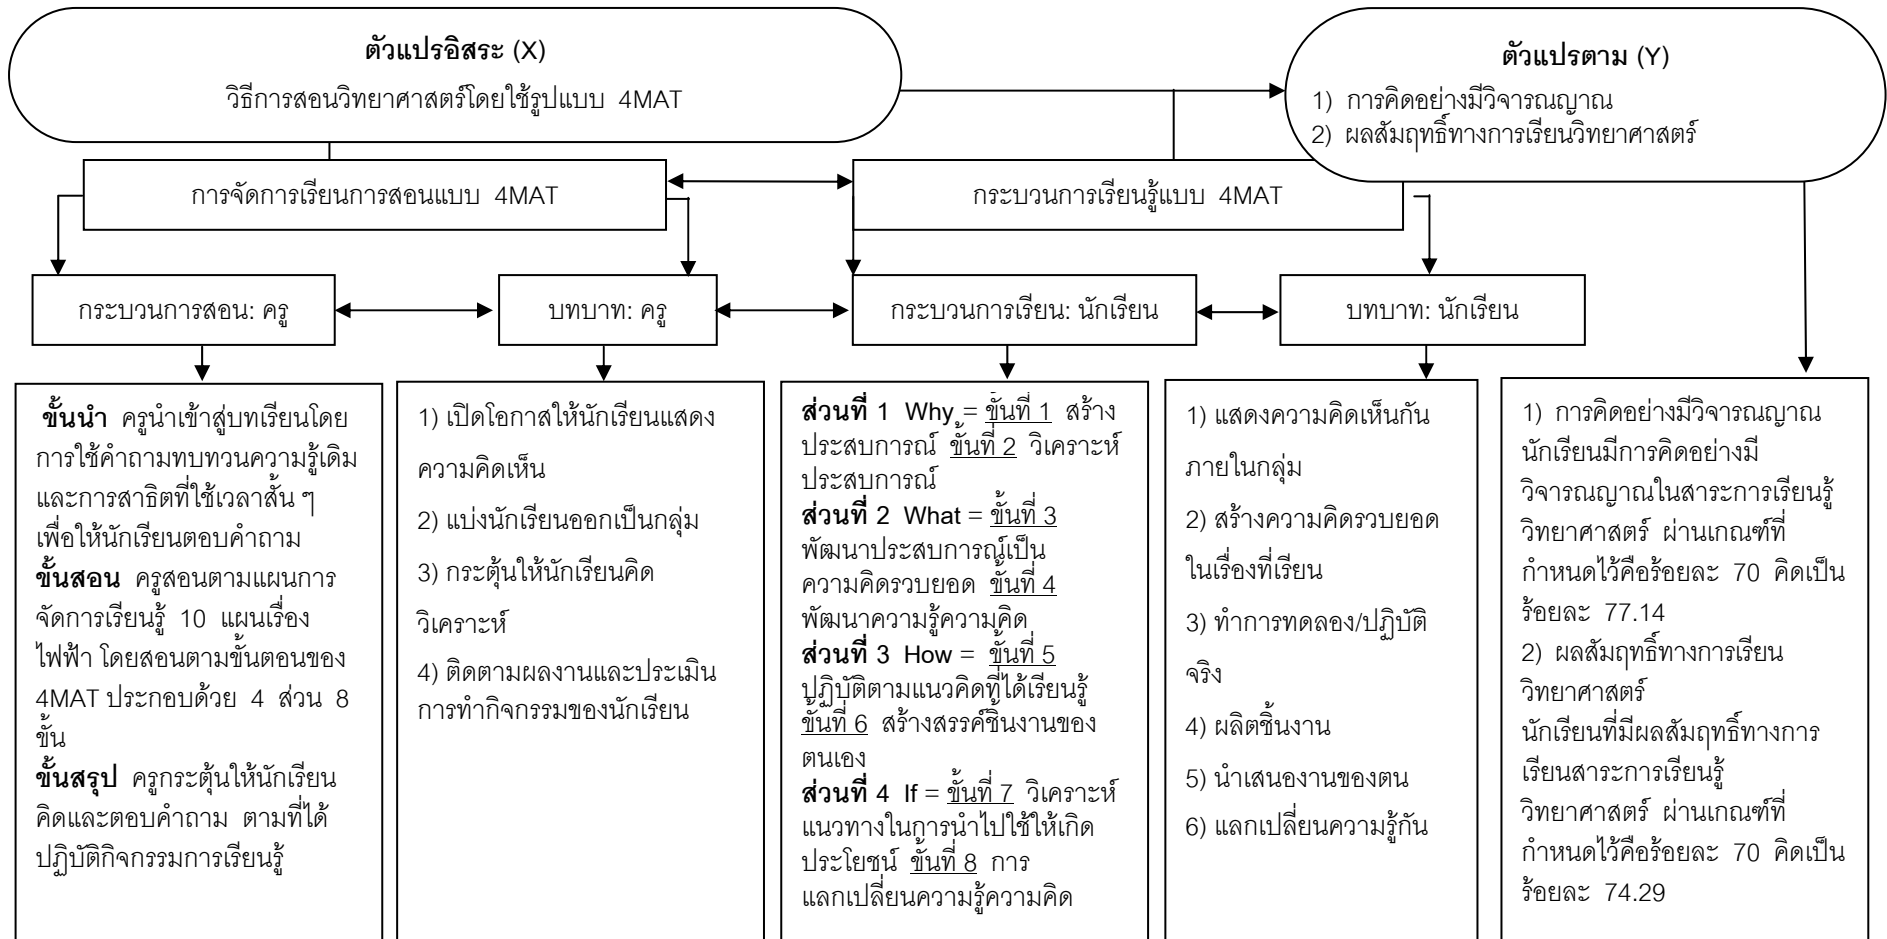 ตัวแปรอิสระ (X)
วิธีการสอนวิทยาศาสตร์โดยใช้รูปแบบ 4MAT
ตัวแปรตาม (Y)
1) การคิดอย่างมีวิจารณญาณ
2) ผลสัมฤทธิ์ทางการเรียนวิทยาศาสตร์
การจัดการเรียนการสอนแบบ 4MAT
กระบวนการเรียนรู้แบบ 4MAT
กระบวนการสอน: ครู
บทบาท: ครู
กระบวนการเรียน: นักเรียน
บทบาท: นักเรียน
ขั้นนำ ครูนำเข้าสู่บทเรียนโดย
การใช้คำถามทบทวนความรู้เดิม
และการสาธิตที่ใช้เวลาสั้น ๆ
เพื่อให้นักเรียนตอบคำถาม
ขั้นสอน ครูสอนตามแผนการ
จัดการเรียนรู้ 10 แผนเรื่อง
ไฟฟ้า โดยสอนตามขั้นตอนของ
4MAT ประกอบด้วย 4 ส่วน 8
ขั้น
ขั้นสรุป ครูกระตุ้นให้นักเรียน
คิดและตอบคำถาม ตามที่ได้
ปฏิบัติกิจกรรมการเรียนรู้
1) เปิดโอกาสให้นักเรียนแสดง
ความคิดเห็น
2) แบ่งนักเรียนออกเป็นกลุ่ม
3) กระตุ้นให้นักเรียนคิด
วิเคราะห์
4) ติดตามผลงานและประเมิน
การทำกิจกรรมของนักเรียน
ส่วนที่ 1 Why = ขั้นที่ 1 สร้าง
ประสบการณ์ ขั้นที่ 2 วิเคราะห์
ประสบการณ์
ส่วนที่ 2 What = ขั้นที่ 3
พัฒนาประสบการณ์เป็น
ความคิดรวบยอด ขั้นที่ 4
พัฒนาความรู้ความคิด
ส่วนที่ 3 How = ขั้นที่ 5
ปฏิบัติตามแนวคิดที่ได้เรียนรู้
ขั้นที่ 6 สร้างสรรค์ชิ้นงานของ
ตนเอง
ส่วนที่ 4 If = ขั้นที่ 7 วิเคราะห์
แนวทางในการนำไปใช้ให้เกิด
ประโยชน์ ขั้นที่ 8 การ
แลกเปลี่ยนความรู้ความคิด
1) แสดงความคิดเห็นกัน
ภายในกลุ่ม
2) สร้างความคิดรวบยอด
ในเรื่องที่เรียน
3) ทำการทดลอง/ปฏิบัติ
จริง
4) ผลิตชิ้นงาน
5) นำเสนองานของตน
6) แลกเปลี่ยนความรู้กัน
1) การคิดอย่างมีวิจารณญาณ
นักเรียนมีการคิดอย่างมี
วิจารณญาณในสาระการเรียนรู้
วิทยาศาสตร์ ผ่านเกณฑ์ที่
กำหนดไว้คือร้อยละ 70 คิดเป็น
ร้อยละ 77.14
2) ผลสัมฤทธิ์ทางการเรียน
วิทยาศาสตร์
นักเรียนที่มีผลสัมฤทธิ์ทางการ
เรียนสาระการเรียนรู้
วิทยาศาสตร์ ผ่านเกณฑ์ที่
กำหนดไว้คือร้อยละ 70 คิดเป็น
ร้อยละ 74.29